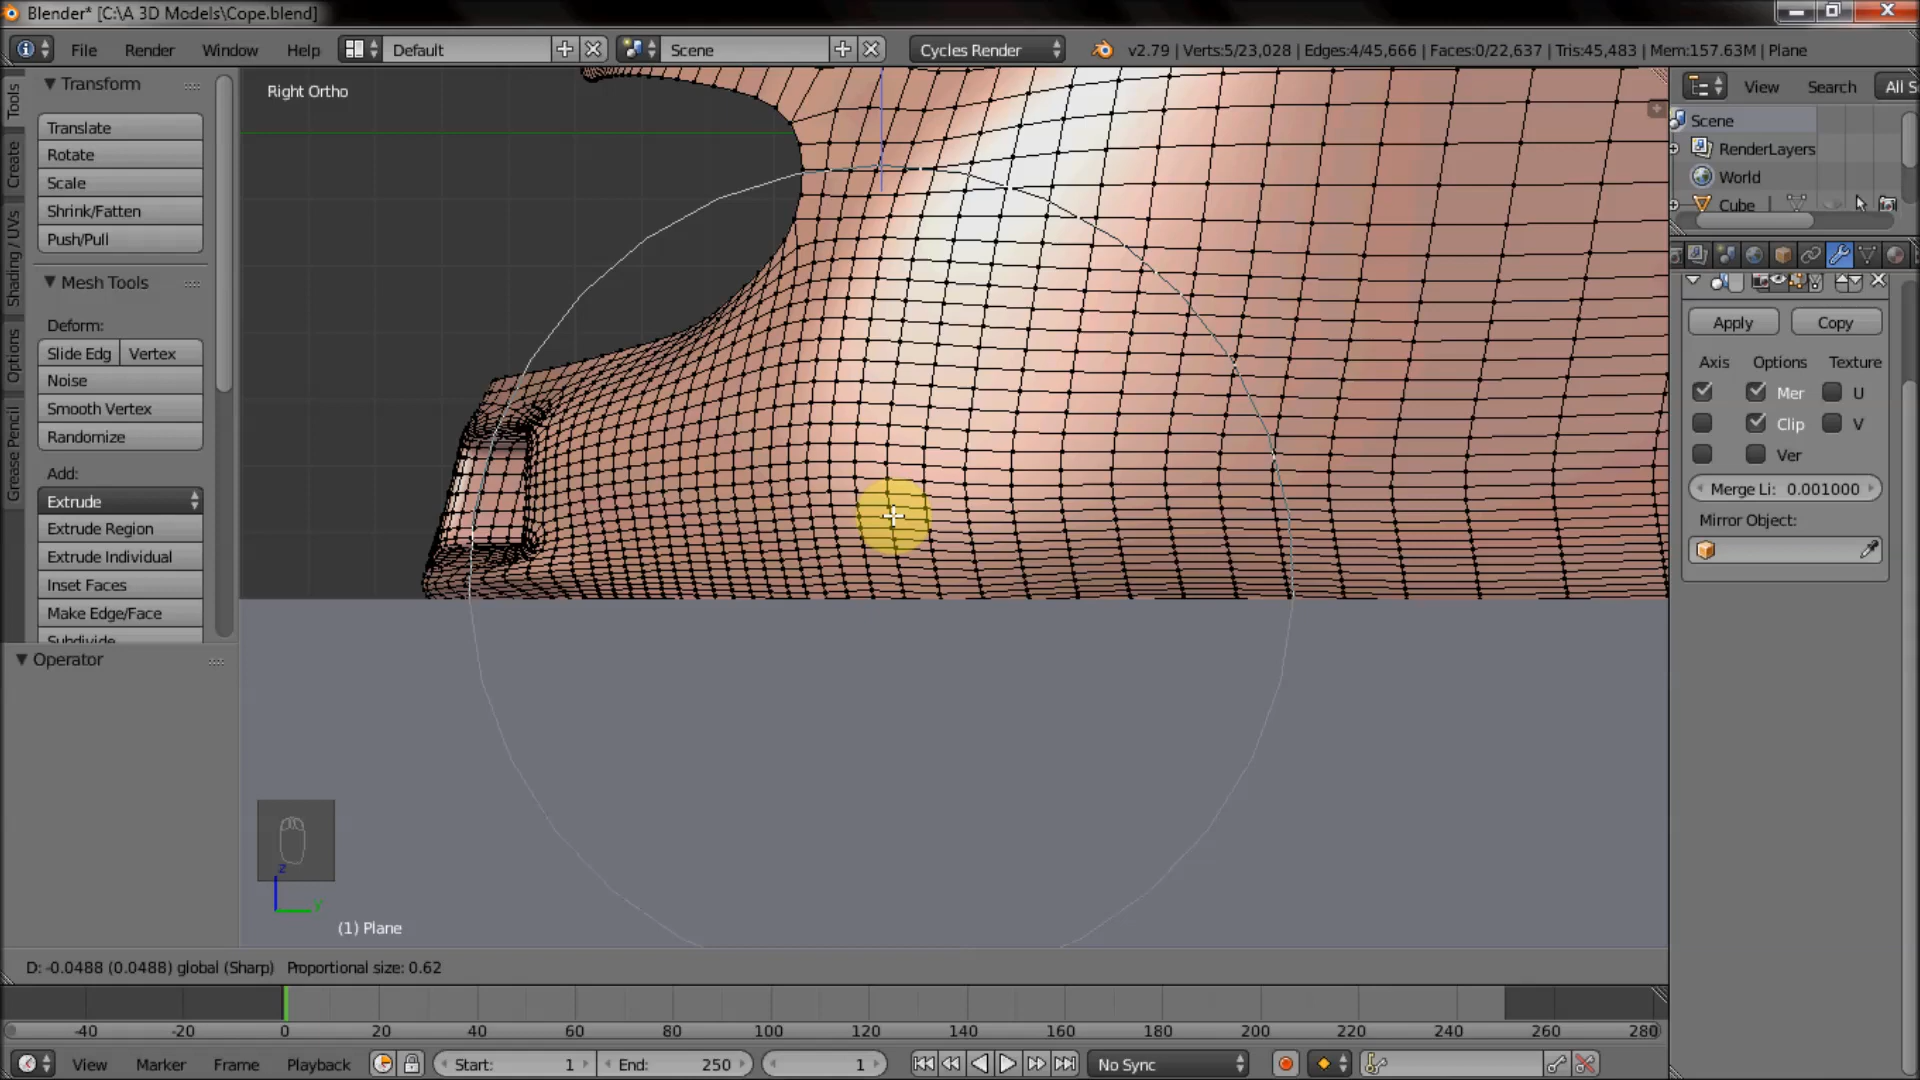 Blender* [C:\A 3D Models\Cope.blend]
File Render Window Help Default Scene Cycles Render v2.79 | Verts:5/23,028 | Edges:4/45,666 | Faces:0/22,637 | Tris:45,483 | Mem:157.63M | Plane
Tools
Create
Shading / UVs
Options
Grease Pencil
Transform
Translate
Rotate
Scale
Shrink/Fatten
Push/Pull
Mesh Tools
Deform:
Slide Edg Vertex
Noise
Smooth Vertex
Randomize
Add:
Extrude
Extrude Region
Extrude Individual
Inset Faces
Make Edge/Face
Subdivide
Operator
Right Ortho
z
Y
(1) Plane
View Search All S
Scene
RenderLayers
World
Cube
Apply Copy
Axis Options Texture
Mer U
Clip V
Ver
Merge Li: 0.001000
Mirror Object:
D: -0.0488 (0.0488) global (Sharp) Proportional size: 0.62
-40 -20 0 20 40 60 80 100 120 140 160 180 200 220 240 260 280
View Marker Frame Playback Start: 1 End: 250 1 No Sync